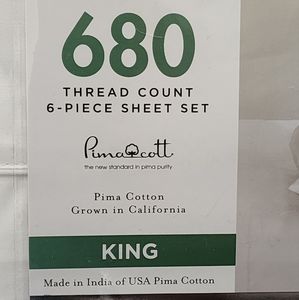 680
THREAD COUNT
6-PIECE SHEET SET
Pimacott
the new standard in pima purity
Pima Cotton
Grown in California
KING
Made in India of USA Pima Cotton